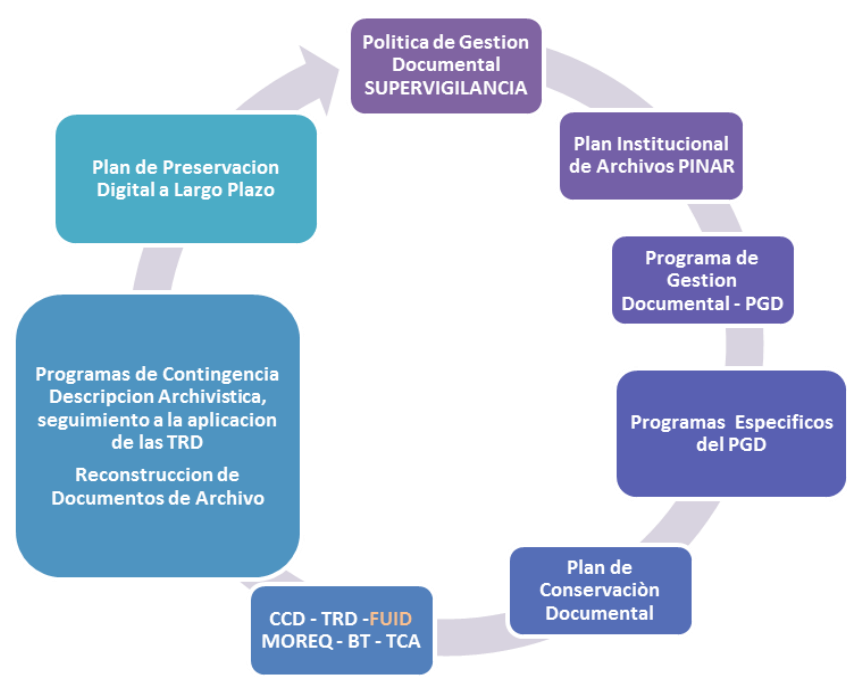 Politica de Gestion
Documental
SUPERVIGILANCIA
Plan Institucional
de Archivos PINAR
Programa de
Gestion
Documental - PGD
Programas Especificos
del PGD
Plan de
Conservaciòn
Documental
CCD - TRD -FUID
MOREQ - BT - TCA
Programas de Contingencia
Descripcion Archivistica,
seguimiento a la aplicacion
de las TRD
Reconstruccion de
Documentos de Archivo
Plan de Preservacion
Digital a Largo Plazo